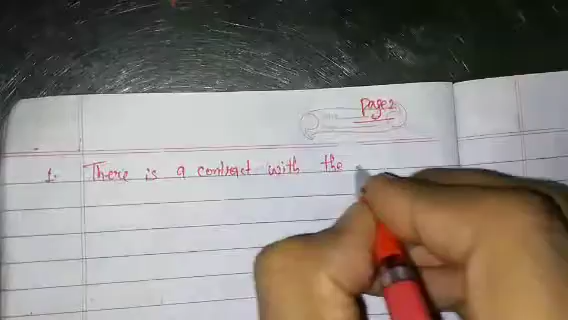 Page 2
1. There is a contract with the